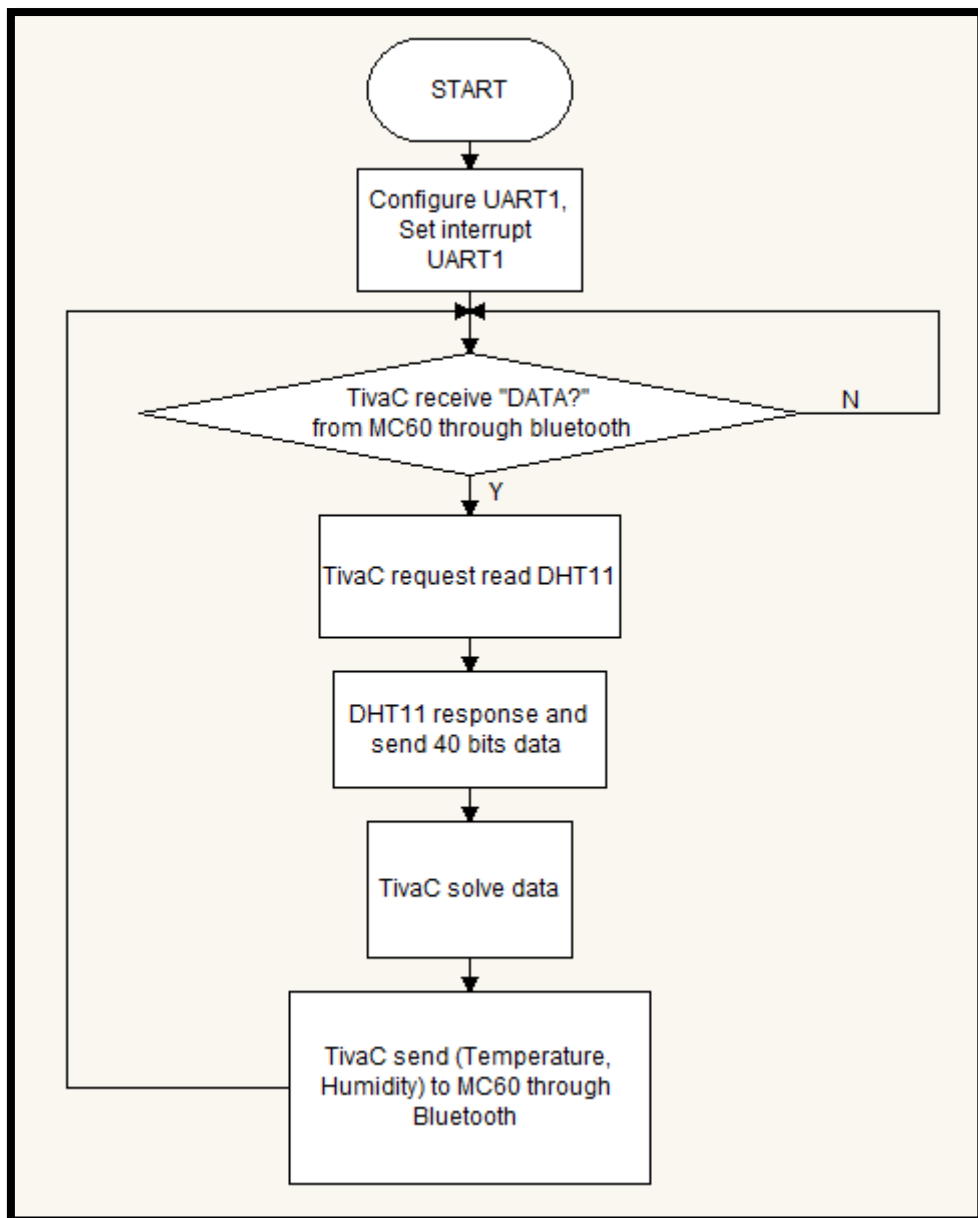 START
Configure UART1,
Set interrupt
UART1
TivaC receive "DATA?"
from MC60 through bluetooth
N
Y
TivaC request read DHT11
DHT11 response and
send 40 bits data
TivaC solve data
TivaC send (Temperature,
Humidity) to MC60 through
Bluetooth